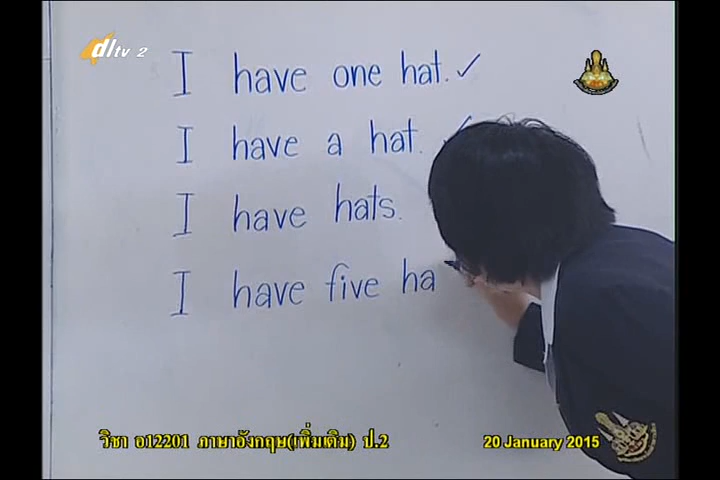 dltv 2
I have one hat. ✓
I have a hat. ✓
I have hats.
I have five ha
วิชา อ12201 ภาษาอังกฤษ(เพิ่มเติม) ป.2
20 January 2015